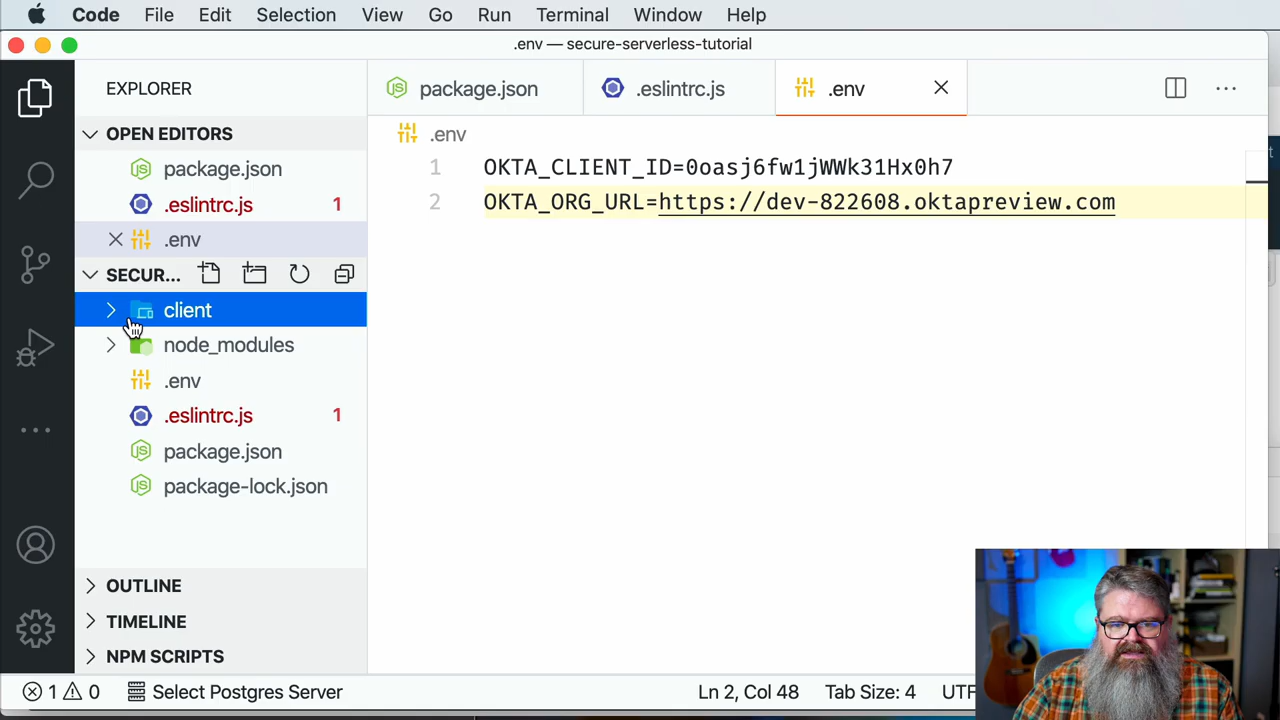 Code File Edit Selection View Go Run Terminal Window Help
.env — secure-serverless-tutorial
EXPLORER
OPEN EDITORS
package.json
.eslintrc.js 1
.env
SECUR...
client
node_modules
.env
.eslintrc.js 1
package.json
package-lock.json
OUTLINE
TIMELINE
NPM SCRIPTS
package.json .eslintrc.js .env
.env
1 OKTA_CLIENT_ID=0oasj6fw1jWWk31Hx0h7
2 OKTA_ORG_URL=https://dev-822608.oktapreview.com
1 0 Select Postgres Server Ln 2, Col 48 Tab Size: 4 UTF